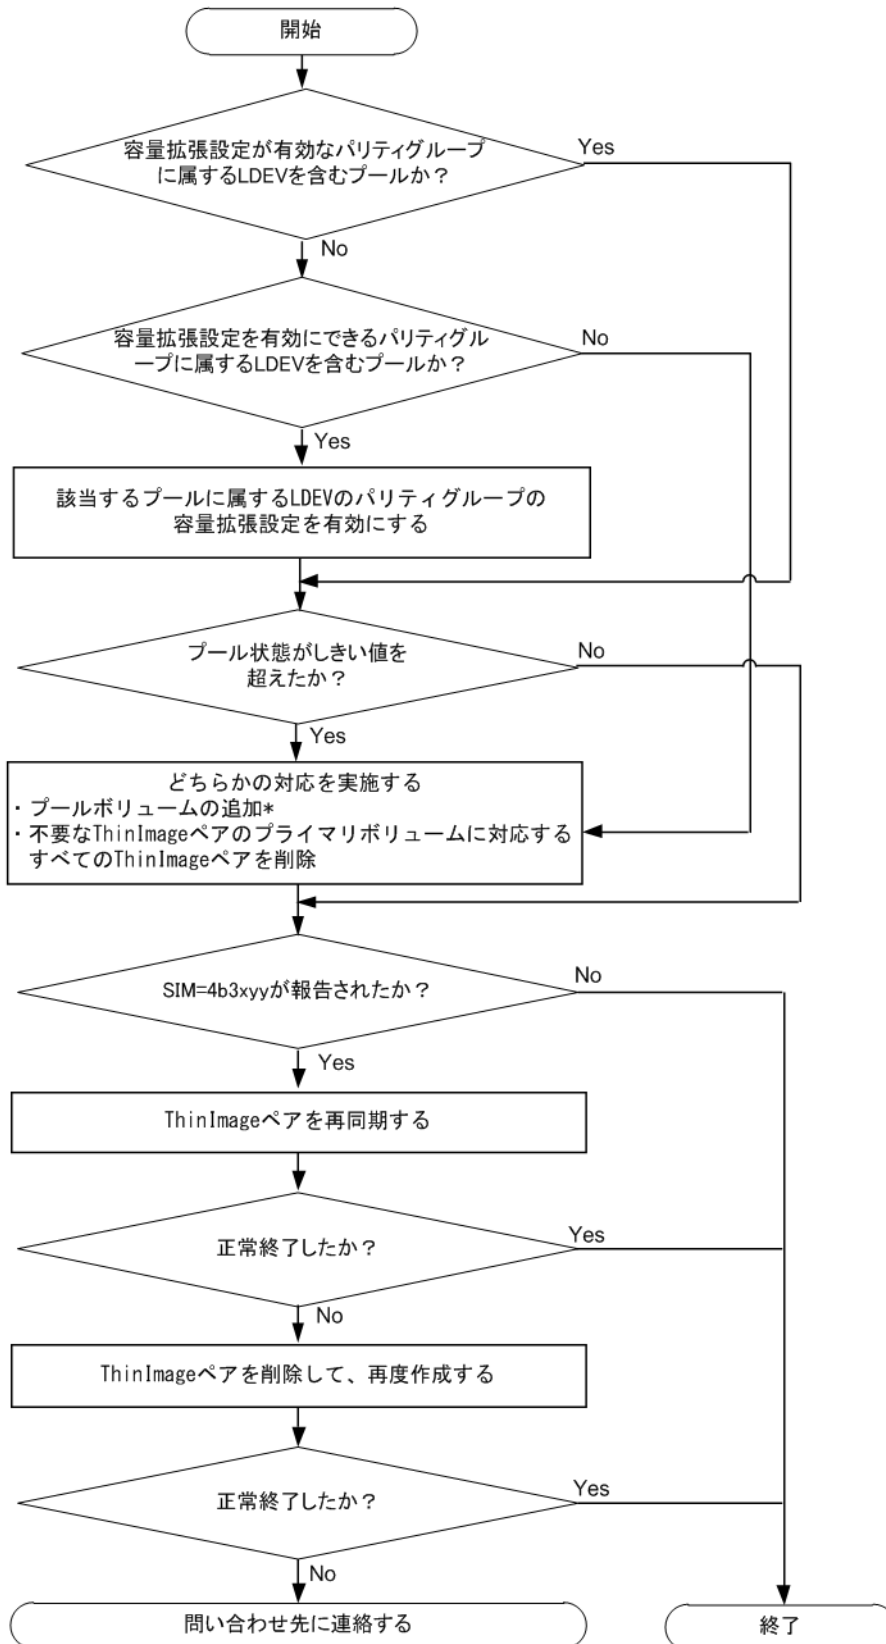 開始
容量拡張設定が有効なパリティグループ
に属するLDEVを含むプールか？
Yes
No
容量拡張設定を有効にできるパリティグル
ープに属するLDEVを含むプールか？
No
Yes
該当するプールに属するLDEVのパリティグループの
容量拡張設定を有効にする
プール状態がしきい値を
超えたか？
No
Yes
どちらかの対応を実施する
・プールボリュームの追加*
・不要なThinImageペアのプライマリボリュームに対応する
すべてのThinImageペアを削除
SIM=4b3xyyが報告されたか？
No
Yes
ThinImageペアを再同期する
正常終了したか？
Yes
No
ThinImageペアを削除して、再度作成する
正常終了したか？
Yes
No
問い合わせ先に連絡する
終了